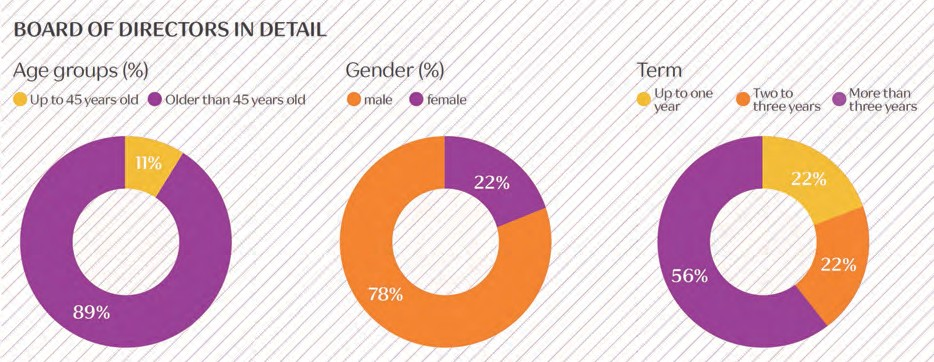 BOARD OF DIRECTORS IN DETAIL
Age groups (%)
Up to 45 years old
Older than 45 years old
11%
89%
Gender (%)
male
female
22%
78%
Term
Up to one
year
Two to
three years
More than
three years
22%
22%
56%